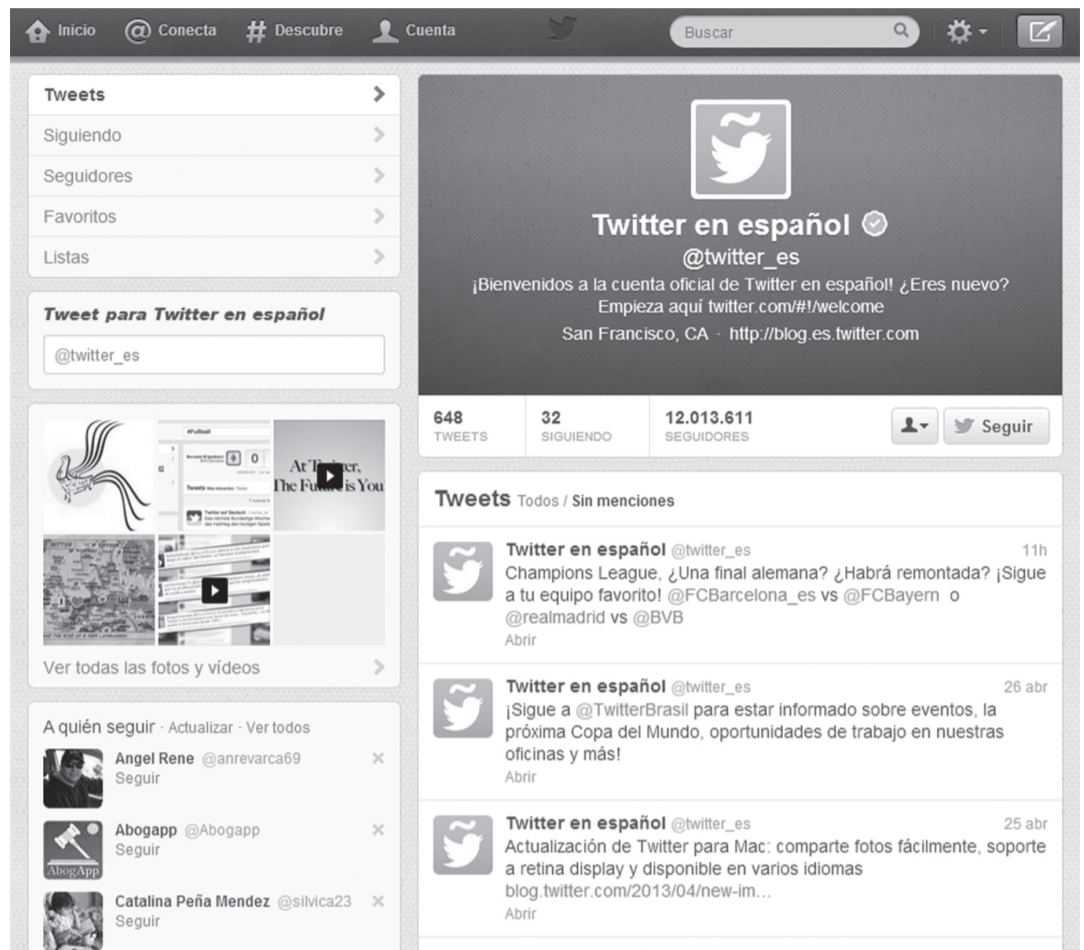 Inicio @ Conecta # Descubre Cuenta Buscar
Tweets
Siguiendo
Seguidores
Favoritos
Listas
Tweet para Twitter en español
@twitter_es
#Fußball
0
Tweets
Twitter auf Deutsch
At Twitter,
The Future is You
Ver todas las fotos y vídeos
A quién seguir · Actualizar · Ver todos
Angel Rene @anrevarca69
Seguir
Abogapp @Abogapp
Seguir
AbogApp
Catalina Peña Mendez @silvica23
Seguir
Twitter en español
@twitter_es
¡Bienvenidos a la cuenta oficial de Twitter en español! ¿Eres nuevo?
Empieza aquí twitter.com/#!/welcome
San Francisco, CA · http://blog.es.twitter.com
648 32 12.013.611
TWEETS SIGUIENDO SEGUIDORES
Seguir
Tweets Todos / Sin menciones
Twitter en español @twitter_es 11h
Champions League, ¿Una final alemana? ¿Habrá remontada? ¡Sigue
a tu equipo favorito! @FCBarcelona_es vs @FCBayern o
@realmadrid vs @BVB
Abrir
Twitter en español @twitter_es 26 abr
¡Sigue a @TwitterBrasil para estar informado sobre eventos, la
próxima Copa del Mundo, oportunidades de trabajo en nuestras
oficinas y más!
Abrir
Twitter en español @twitter_es 25 abr
Actualización de Twitter para Mac: comparte fotos fácilmente, soporte
a retina display y disponible en varios idiomas
blog.twitter.com/2013/04/new-im...
Abrir